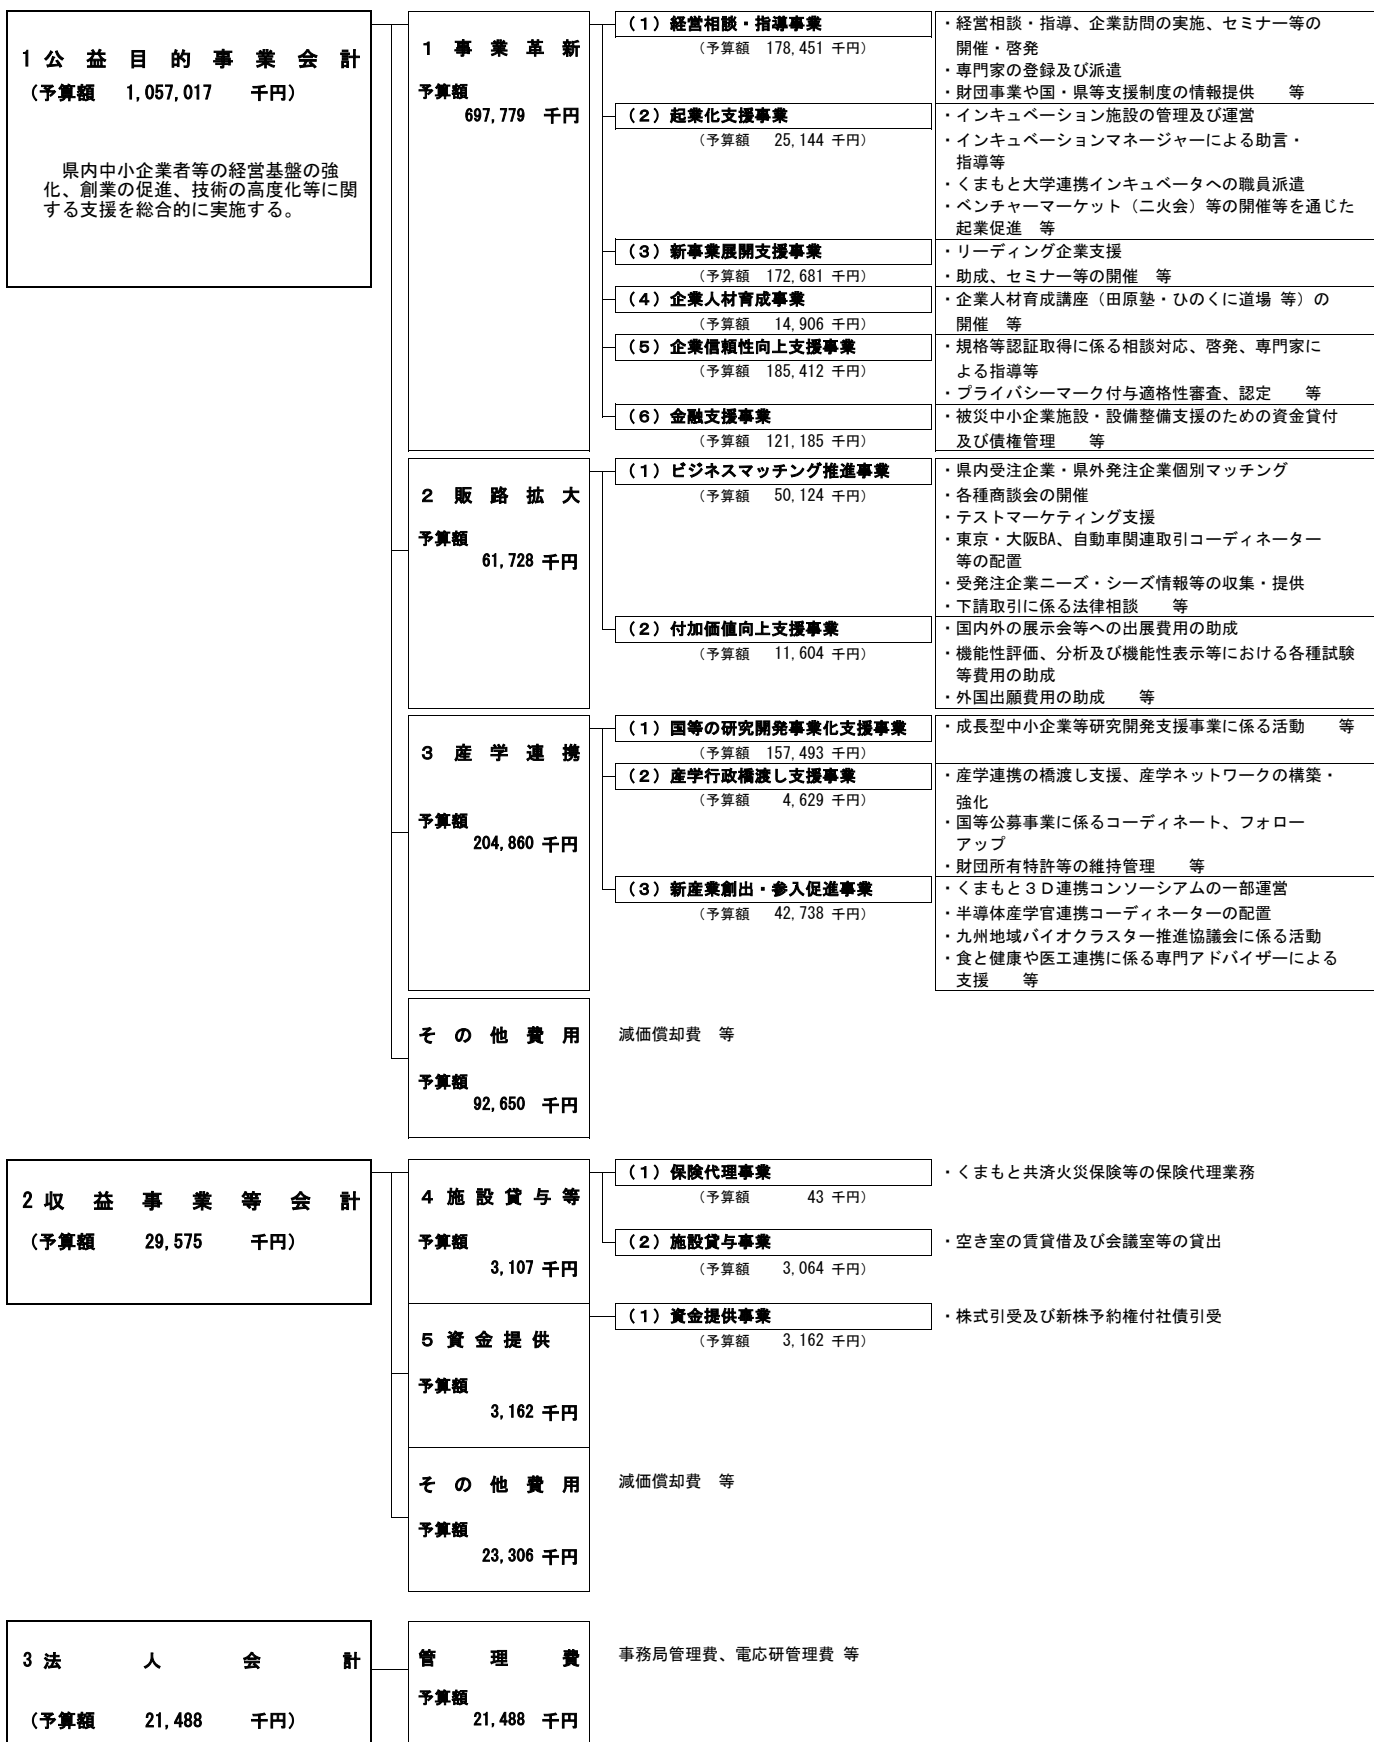 1 公益目的事業会計
(予算額 1,057,017 千円)
県内中小企業者等の経営基盤の強
化、創業の促進、技術の高度化等に関
する支援を総合的に実施する。
1 事業革新
予算額
697,779 千円
(1)経営相談・指導事業
(予算額 178,451 千円)
・経営相談・指導、企業訪問の実施、セミナー等の
開催・啓発
・専門家の登録及び派遣
・財団事業や国・県等支援制度の情報提供 等
(2)起業化支援事業
(予算額 25,144 千円)
・インキュベーション施設の管理及び運営
・インキュベーションマネージャーによる助言・
指導等
・くまもと大学連携インキュベータへの職員派遣
・ベンチャーマーケット(二火会)等の開催等を通じた
起業促進 等
(3)新事業展開支援事業
(予算額 172,681 千円)
・リーディング企業支援
・助成、セミナー等の開催 等
(4)企業人材育成事業
(予算額 14,906 千円)
・企業人材育成講座(田原塾・ひのくに道場 等)の
開催 等
(5)企業信頼性向上支援事業
(予算額 185,412 千円)
・規格等認証取得に係る相談対応、啓発、専門家に
よる指導等
・プライバシーマーク付与適格性審査、認定 等
(6)金融支援事業
(予算額 121,185 千円)
・被災中小企業施設・設備整備支援のための資金貸付
及び債権管理 等
2 販路拡大
予算額
61,728 千円
(1)ビジネスマッチング推進事業
(予算額 50,124 千円)
・県内受注企業・県外発注企業個別マッチング
・各種商談会の開催
・テストマーケティング支援
・東京・大阪BA、自動車関連取引コーディネーター
等の配置
・受発注企業ニーズ・シーズ情報等の収集・提供
・下請取引に係る法律相談 等
(2)付加価値向上支援事業
(予算額 11,604 千円)
・国内外の展示会等への出展費用の助成
・機能性評価、分析及び機能性表示等における各種試験
等費用の助成
・外国出願費用の助成 等
3 産学連携
予算額
204,860 千円
(1)国等の研究開発事業化支援事業
(予算額 157,493 千円)
・成長型中小企業等研究開発支援事業に係る活動 等
(2)産学行政橋渡し支援事業
(予算額 4,629 千円)
・産学連携の橋渡し支援、産学ネットワークの構築・
強化
・国等公募事業に係るコーディネート、フォロー
アップ
・財団所有特許等の維持管理 等
(3)新産業創出・参入促進事業
(予算額 42,738 千円)
・くまもと3D連携コンソーシアムの一部運営
・半導体産学官連携コーディネーターの配置
・九州地域バイオクラスター推進協議会に係る活動
・食と健康や医工連携に係る専門アドバイザーによる
支援 等
その他費用
予算額
92,650 千円
減価償却費 等
2 収益事業等会計
(予算額 29,575 千円)
4 施設貸与等
予算額
3,107 千円
(1)保険代理事業
(予算額 43 千円)
・くまもと共済火災保険等の保険代理業務
(2)施設貸与事業
(予算額 3,064 千円)
・空き室の賃貸借及び会議室等の貸出
5 資金提供
予算額
3,162 千円
(1)資金提供事業
(予算額 3,162 千円)
・株式引受及び新株予約権付社債引受
その他費用
予算額
23,306 千円
減価償却費 等
3 法人会計
(予算額 21,488 千円)
管理費
予算額
21,488 千円
事務局管理費、電応研管理費 等